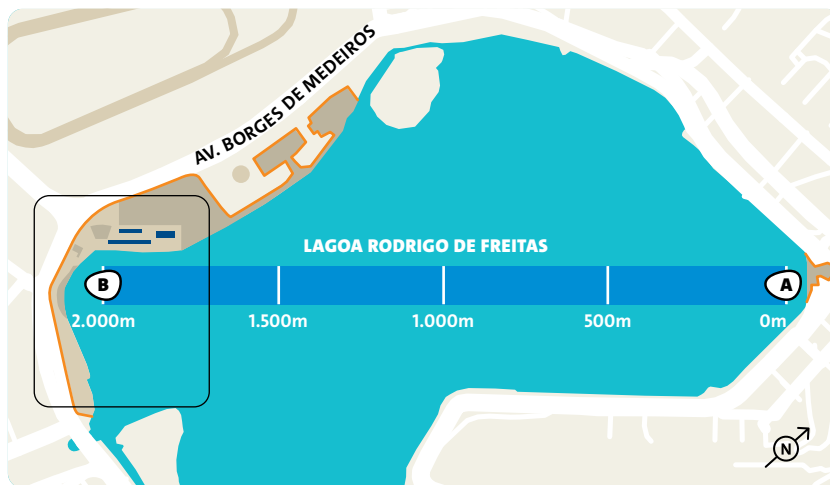 AV. BORGES DE MEDEIROS
LAGOA RODRIGO DE FREITAS
B
A
2.000m
1.500m
1.000m
500m
0m
N